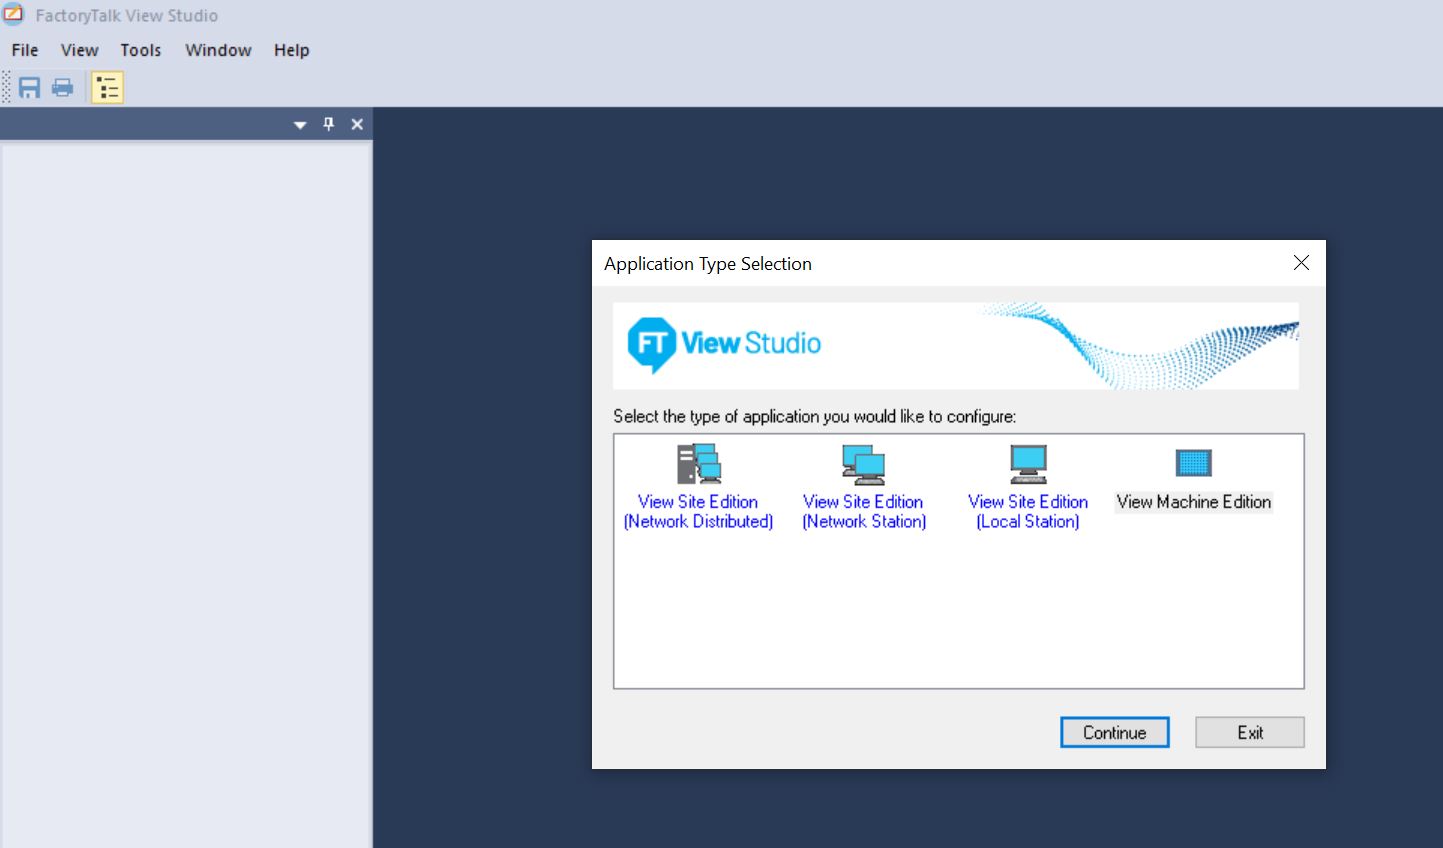 FactoryTalk View Studio
File View Tools Window Help
Application Type Selection
FT View Studio
Select the type of application you would like to configure:
View Site Edition
(Network Distributed)
View Site Edition
(Network Station)
View Site Edition
(Local Station)
View Machine Edition
Continue Exit